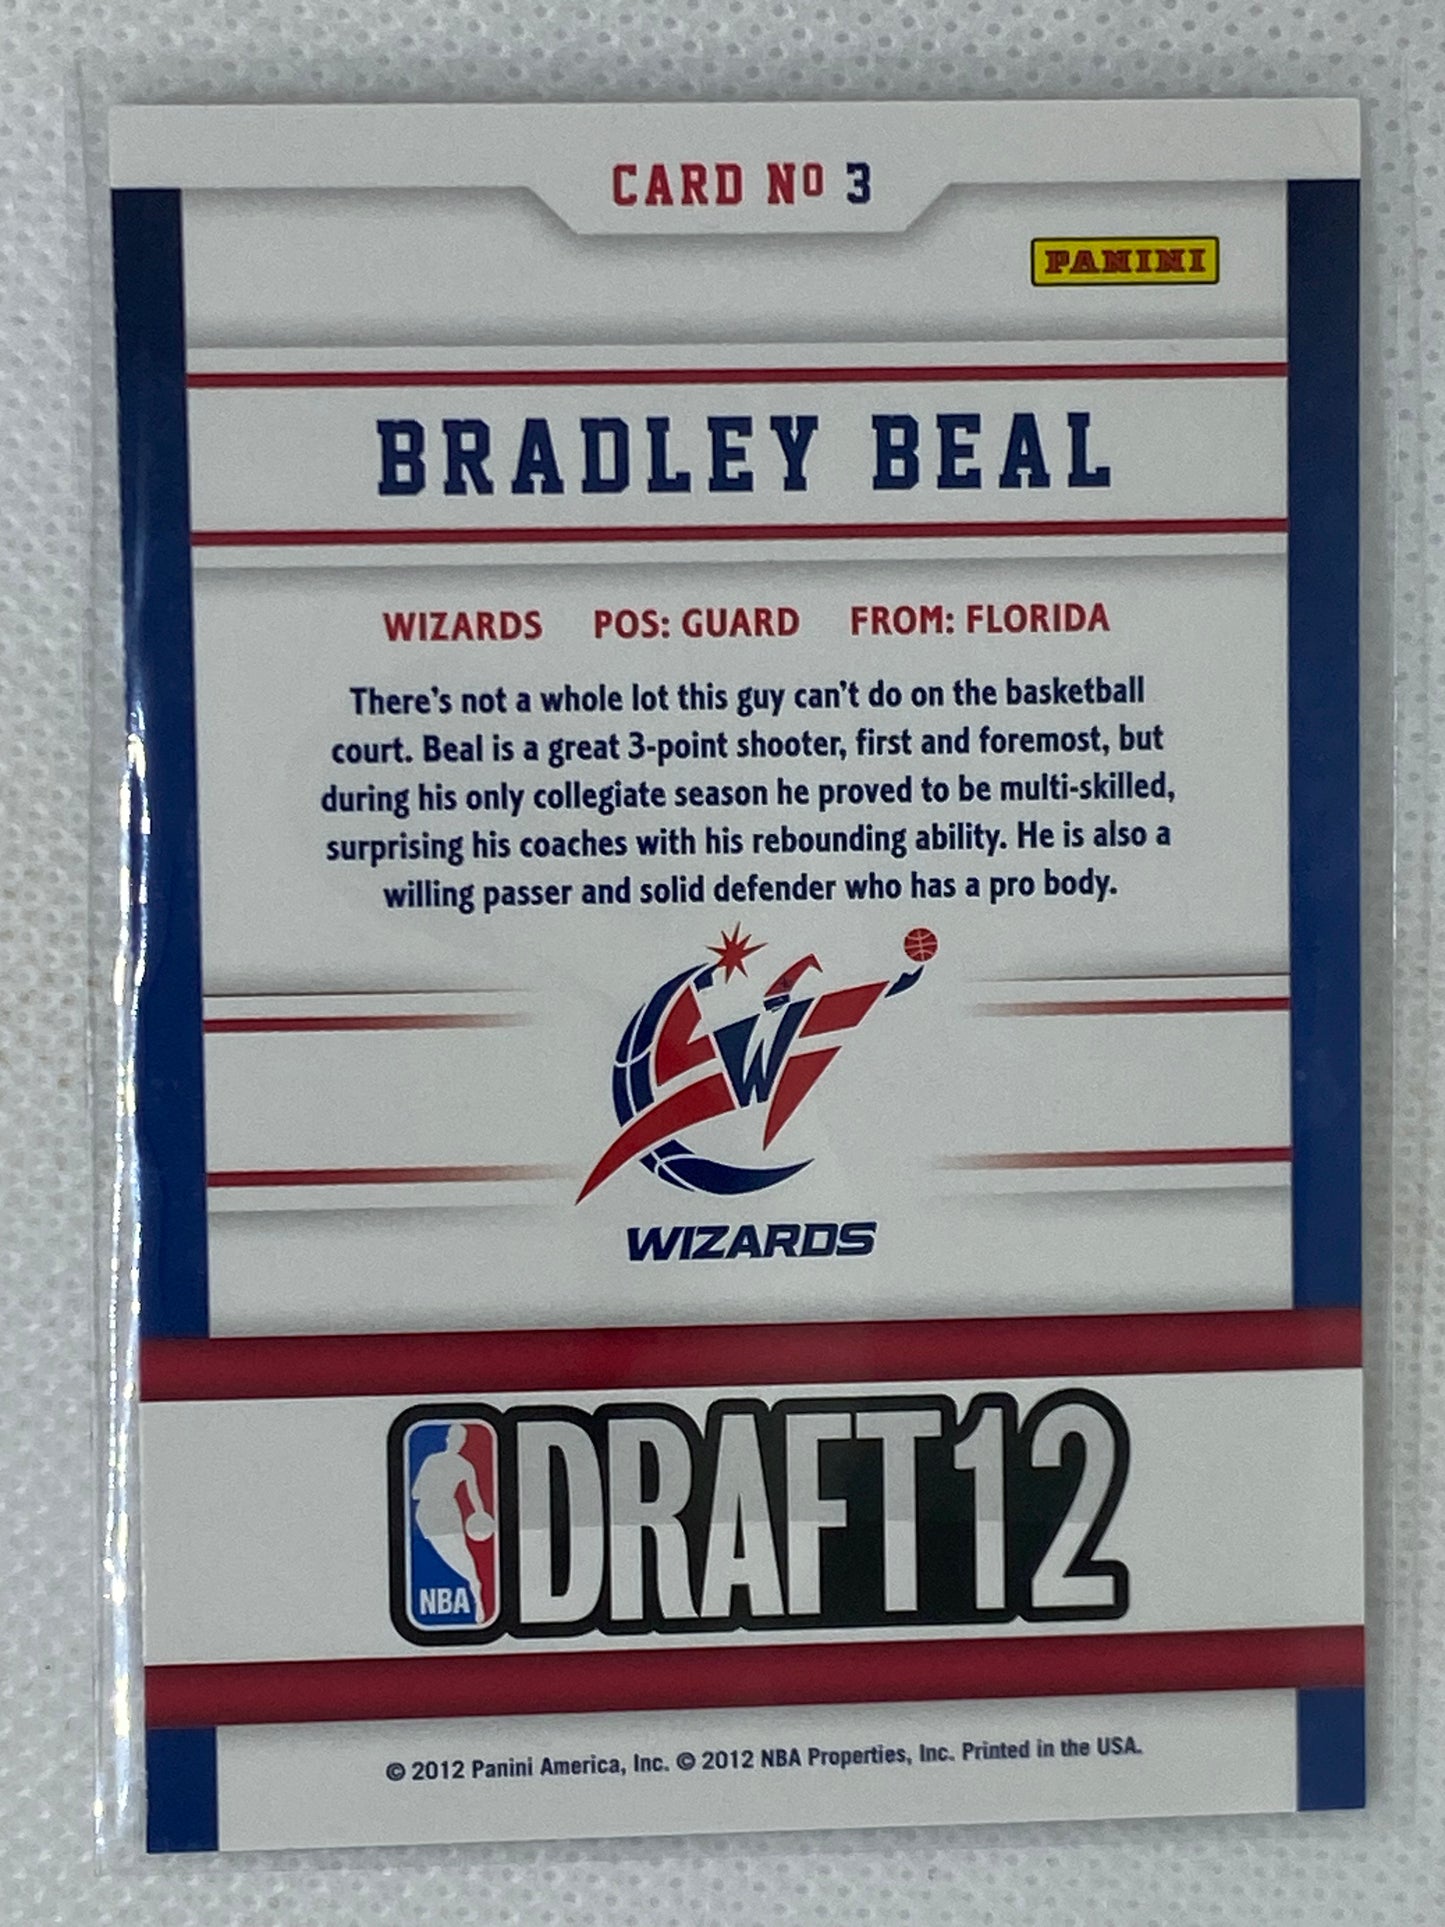 CARD Nº 3
PANINI
BRADLEY BEAL
WIZARDS POS: GUARD FROM: FLORIDA
There's not a whole lot this guy can't do on the basketball
court. Beal is a great 3-point shooter, first and foremost, but
during his only collegiate season he proved to be multi-skilled,
surprising his coaches with his rebounding ability. He is also a
willing passer and solid defender who has a pro body.
W
WIZARDS
NBA DRAFT12
© 2012 Panini America, Inc. © 2012 NBA Properties, Inc. Printed in the USA.